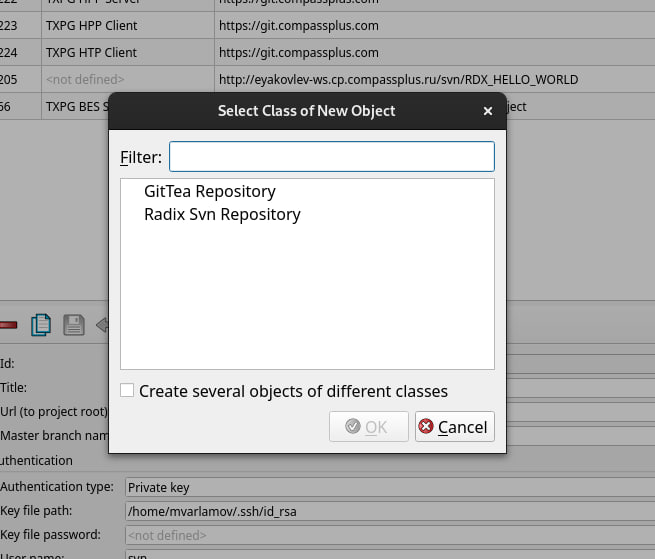 222 TXPG HPP Server https://git.compassplus.com
223 TXPG HPP Client https://git.compassplus.com
224 TXPG HTP Client https://git.compassplus.com
205 <not defined> http://eyakovlev-ws.cp.compassplus.ru/svn/RDX_HELLO_WORLD
66 TXPG BES S ject
Select Class of New Object
Filter:
GitTea Repository
Radix Svn Repository
Create several objects of different classes
OK Cancel
Id:
Title:
Url (to project root)
Master branch nam
uthentication
Authentication type: Private key
Key file path: /home/mvarlamov/.ssh/id_rsa
Key file password: <not defined>
User name: svn